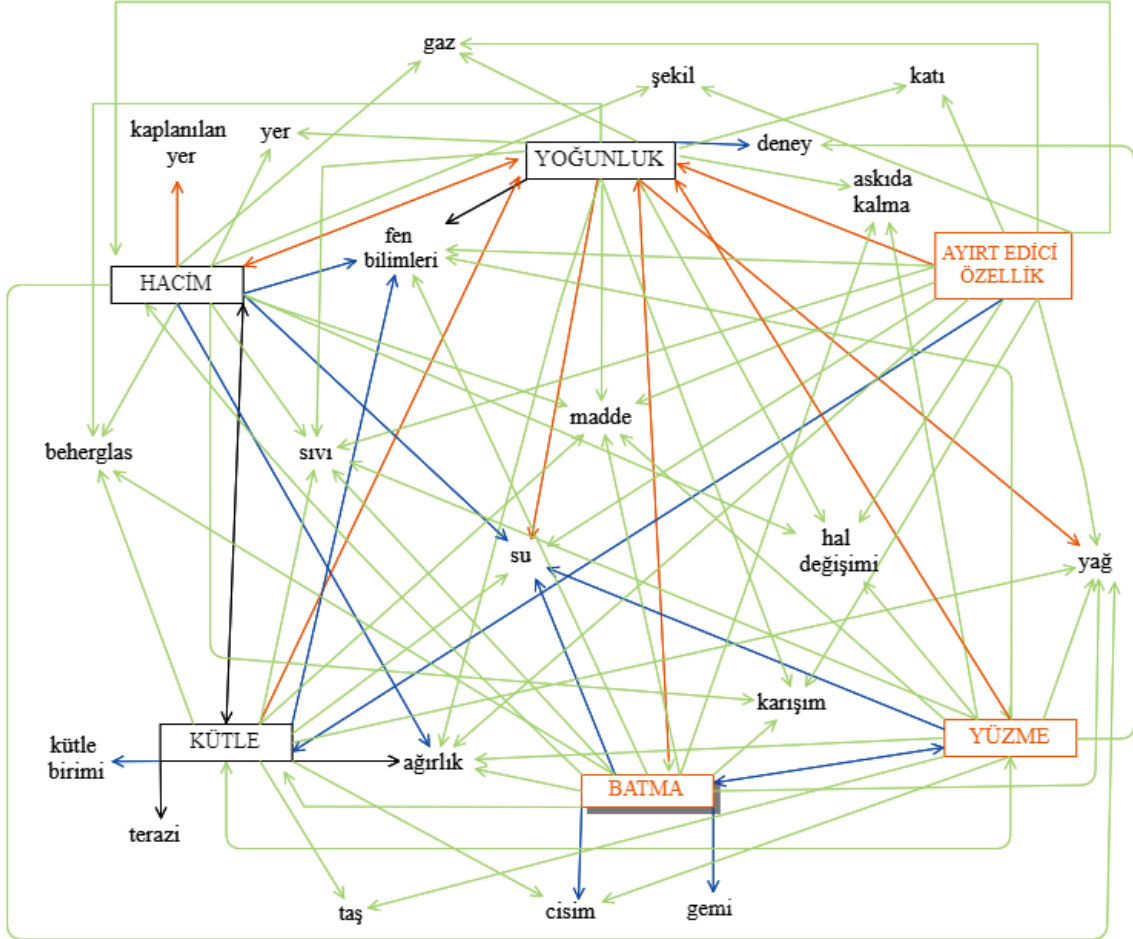 gaz
şekil
katı
kaplanılan
yer
yer
YOĞUNLUK
deney
askıda
kalma
fen
bilimleri
AYIRT EDİCİ
ÖZELLİK
HACİM
madde
beherglas
sıvı
su
hal
değişimi
yağ
karışım
KÜTLE
YÜZME
kütle
birimi
ağırlık
BATMA
terazi
taş
cisim
gemi